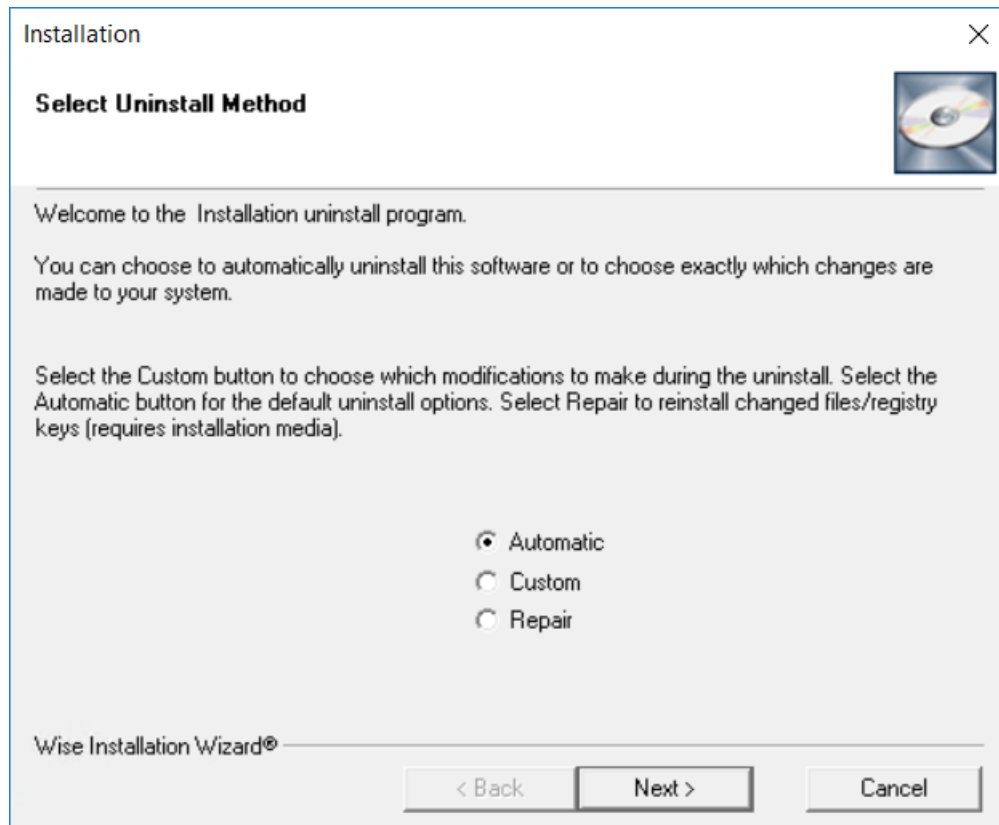 Installation
Select Uninstall Method
Welcome to the  Installation uninstall program.
You can choose to automatically uninstall this software or to choose exactly which changes are
made to your system.
Select the Custom button to choose which modifications to make during the uninstall. Select the
Automatic button for the default uninstall options. Select Repair to reinstall changed files/registry
keys (requires installation media).
Automatic
Custom
Repair
Wise Installation Wizard®
< Back
Next >
Cancel